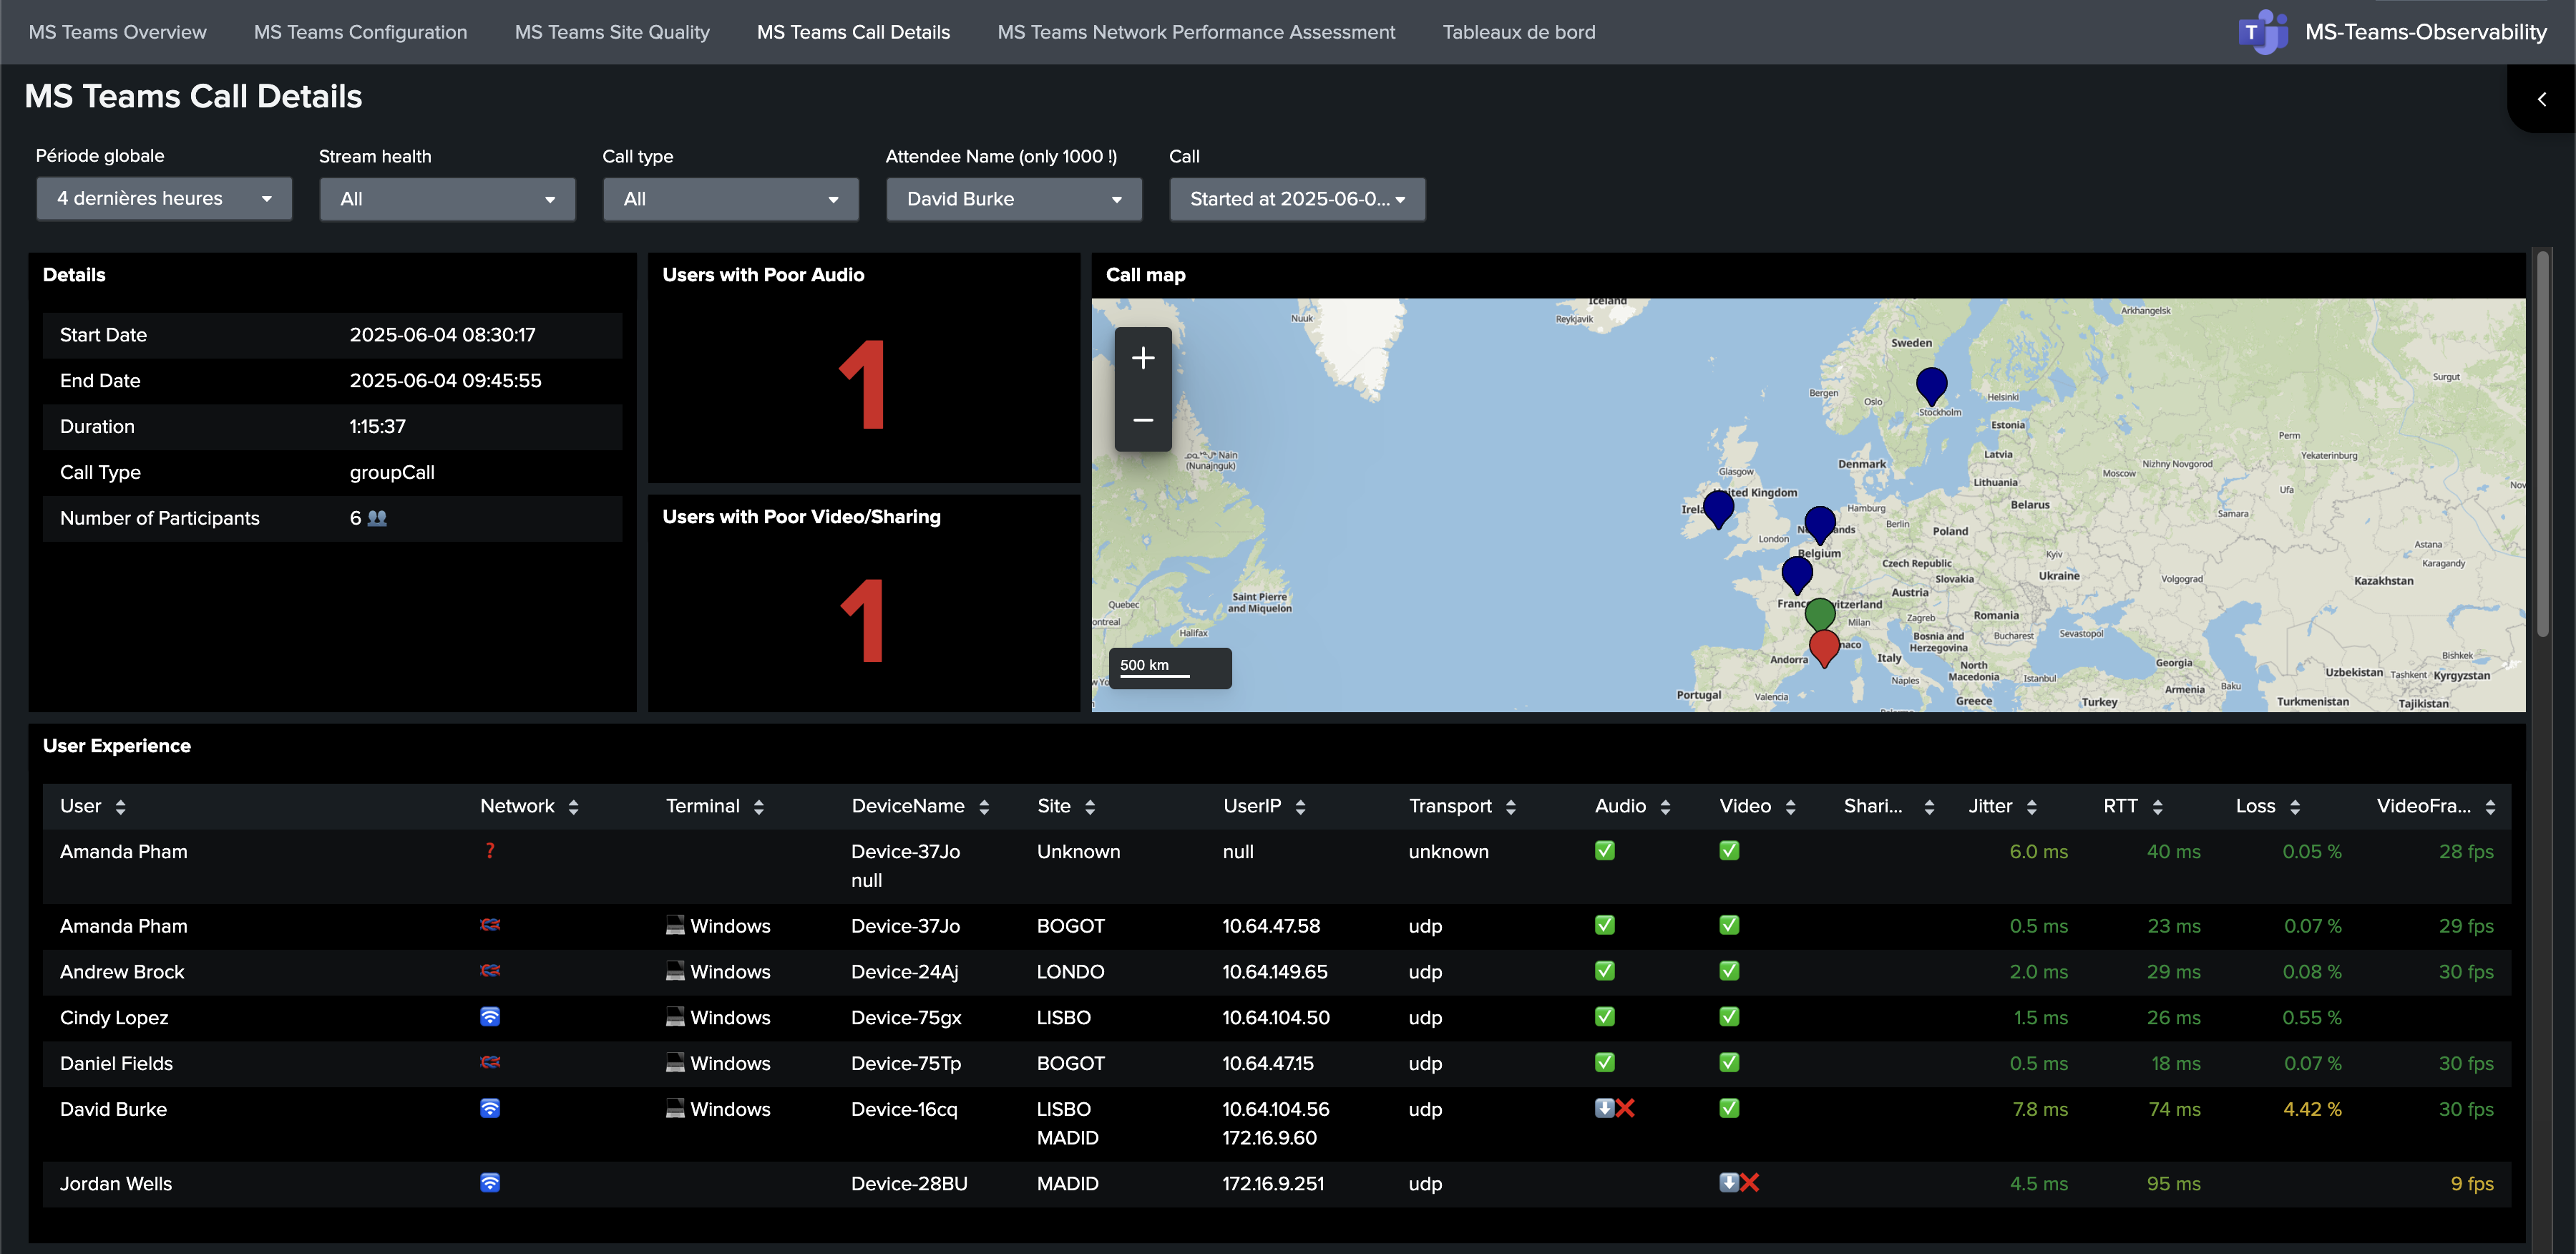 MS Teams Overview MS Teams Configuration MS Teams Site Quality MS Teams Call Details MS Teams Network Performance Assessment Tableaux de bord MS-Teams-Observability
MS Teams Call Details
Période globale Stream health Call type Attendee Name (only 1000 !) Call
4 dernières heures All All David Burke Started at 2025-06-0...
Details
Start Date 2025-06-04 08:30:17
End Date 2025-06-04 09:45:55
Duration 1:15:37
Call Type groupCall
Number of Participants 6
Users with Poor Audio
1
Users with Poor Video/Sharing
1
Call map
Iceland
Nuuk
Reykjavik
Arkhangelsk
Sweden
Surgut
Bergen
Oslo
Helsinki
Stockholm
Estonia
Perm
Yekaterinburg
Nain
(Nunajnguk)
Glasgow
Denmark
Latvia
Moscow
Nizhny Novgorod
Lithuania
Ufa
Nov
United Kingdom
Irela
Hamburg
Belarus
Samara
Berlin
Poland
London
Belgium
Kyiv
Astana
Karagandy
Czech Republic
Slovakia
Ukraine
Volgograd
Kazakhstan
Austria
Quebec
Saint Pierre
and Miquelon
Franc
witzerland
Milan
Zagreb
Romania
ontreal
Halifax
Bosnia and
Herzegovina
Bucharest
Sevastopol
naco
Andorra
Italy
North
Macedonia
Georgia
Bishkek
Istanbul
Uzbekistan
Tashkent
Kyrgyzstan
Portugal
Valencia
Naples
Greece
Turkey
Armenia
Baku
Turkmenistan
Tajikistan
500 km
User Experience
User Network Terminal DeviceName Site UserIP Transport Audio Video Shari... Jitter RTT Loss VideoFra...
Amanda Pham Device-37Jo Unknown null unknown 6.0 ms 40 ms 0.05 % 28 fps
null
Amanda Pham Windows Device-37Jo BOGOT 10.64.47.58 udp 0.5 ms 23 ms 0.07 % 29 fps
Andrew Brock Windows Device-24Aj LONDO 10.64.149.65 udp 2.0 ms 29 ms 0.08 % 30 fps
Cindy Lopez Windows Device-75gx LISBO 10.64.104.50 udp 1.5 ms 26 ms 0.55 %
Daniel Fields Windows Device-75Tp BOGOT 10.64.47.15 udp 0.5 ms 18 ms 0.07 % 30 fps
David Burke Windows Device-16cq LISBO 10.64.104.56 udp 7.8 ms 74 ms 4.42 % 30 fps
MADID 172.16.9.60
Jordan Wells Device-28BU MADID 172.16.9.251 udp 4.5 ms 95 ms 9 fps